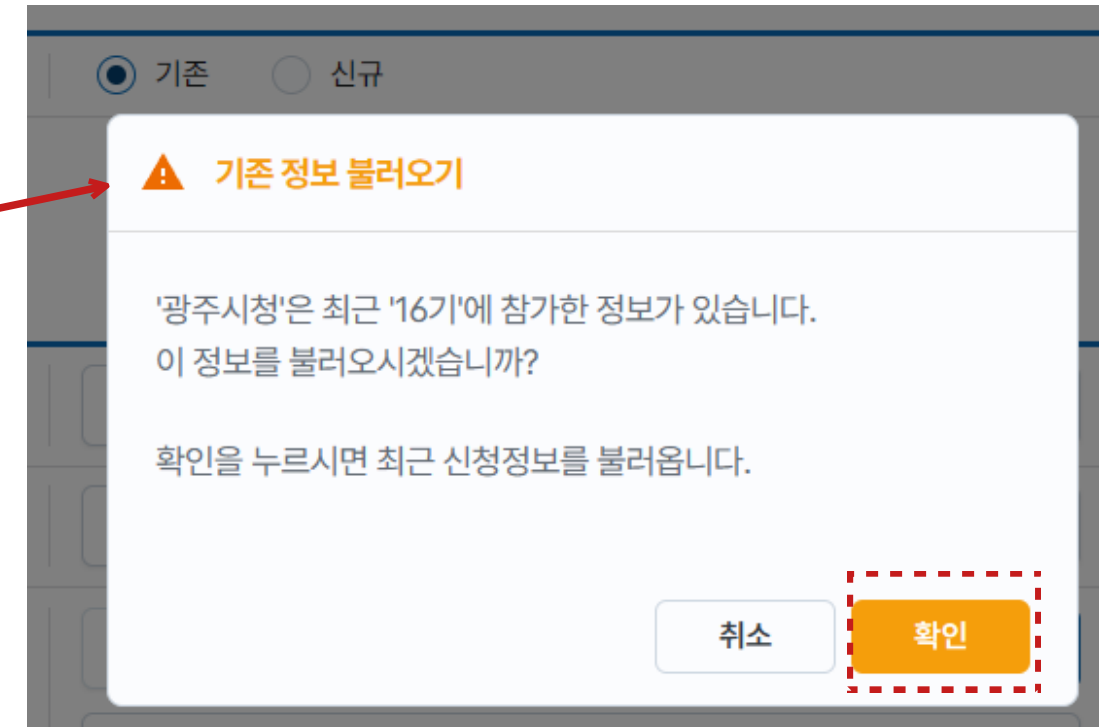 기존 신규
기존 정보 불러오기
'광주시청'은 최근 '16기'에 참가한 정보가 있습니다.
이 정보를 불러오시겠습니까?
확인을 누르시면 최근 신청정보를 불러옵니다.
취소 확인